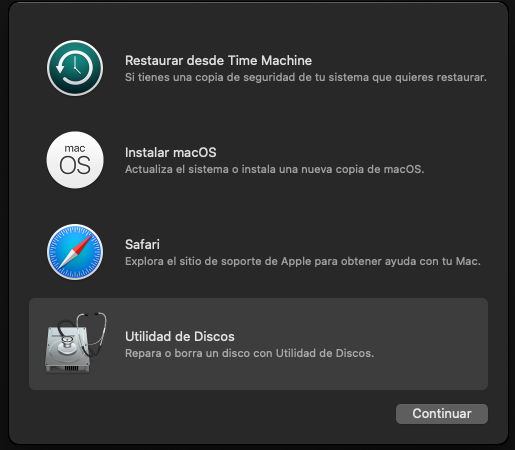 Restaurar desde Time Machine
Si tienes una copia de seguridad de tu sistema que quieres restaurar.
mac
OS
Instalar macOS
Actualiza el sistema o instala una nueva copia de macOS.
Safari
Explora el sitio de soporte de Apple para obtener ayuda con tu Mac.
Utilidad de Discos
Repara o borra un disco con Utilidad de Discos.
Continuar